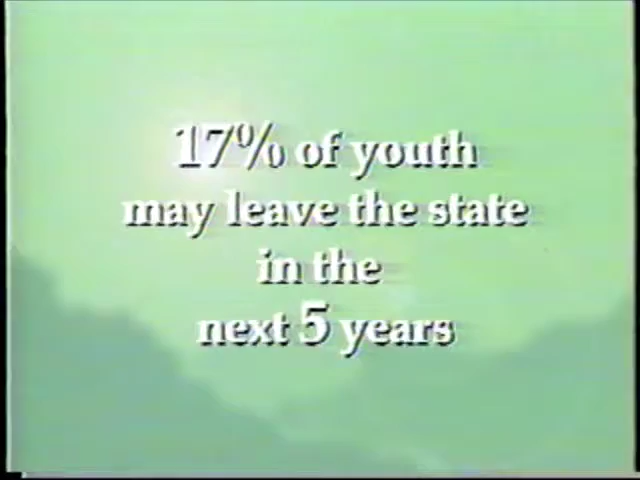 17% of youth
may leave the state
in the
next 5 years